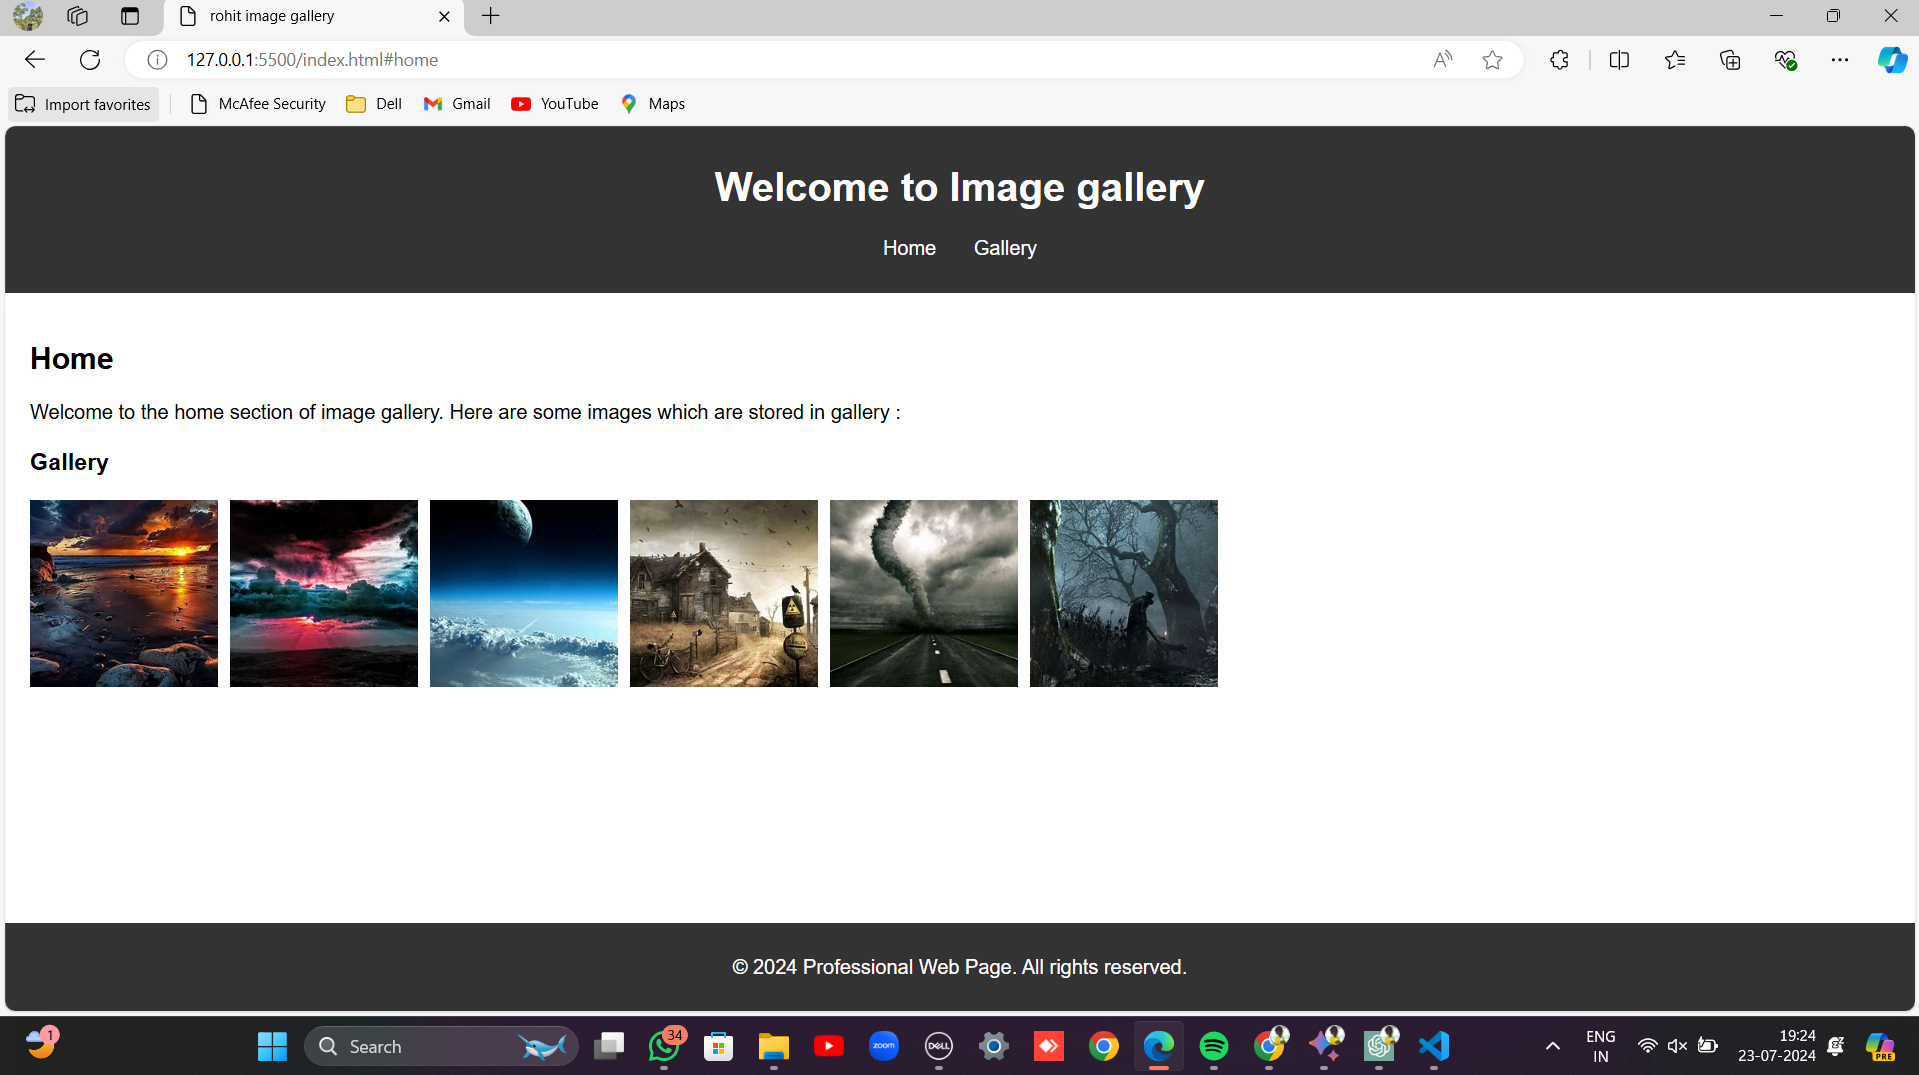 rohit image gallery
127.0.0.1:5500/index.html#home
Import favorites
McAfee Security
Dell
Gmail
YouTube
Maps
Welcome to Image gallery
Home Gallery
Home
Welcome to the home section of image gallery. Here are some images which are stored in gallery :
Gallery
© 2024 Professional Web Page. All rights reserved.
1
Search
34
zoom
DELL
ENG
IN
19:24
23-07-2024
PRE